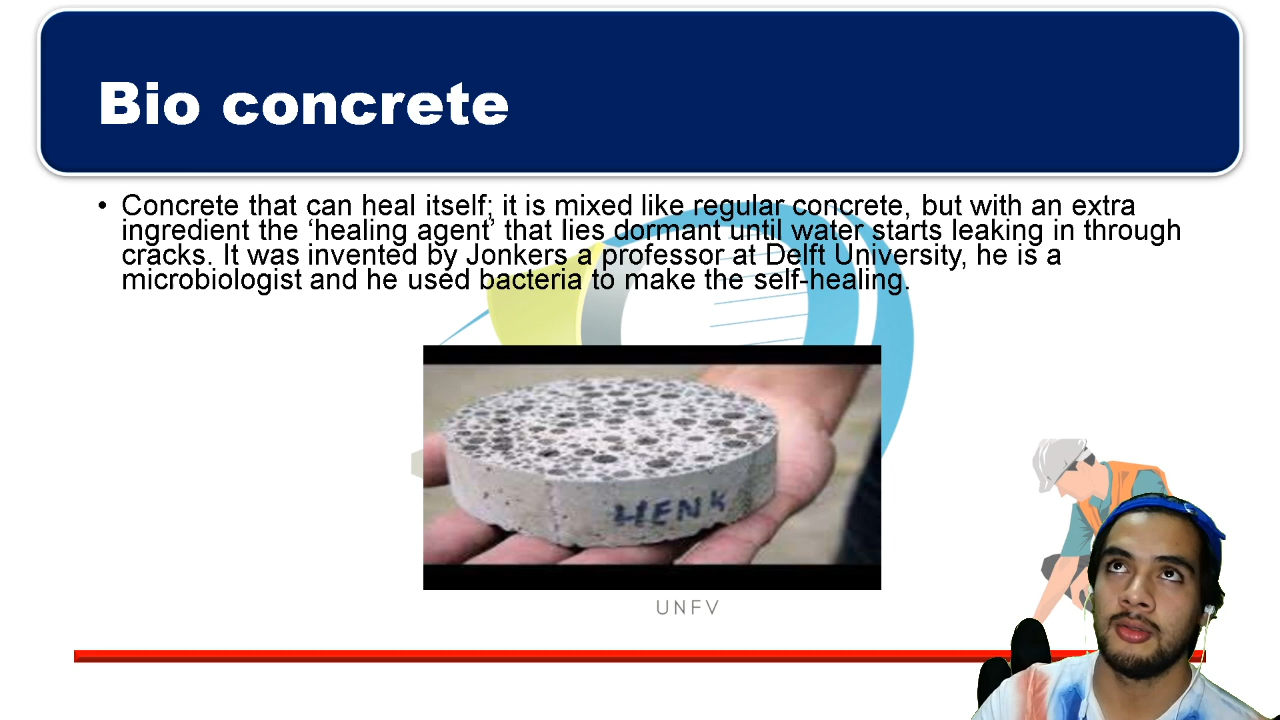 Bio concrete
• Concrete that can heal itself; it is mixed like regular concrete, but with an extra
ingredient the ‘healing agent’ that lies dormant until water starts leaking in through
cracks. It was invented by Jonkers a professor at Delft University, he is a
microbiologist and he used bacteria to make the self-healing.
HENK
UNFV